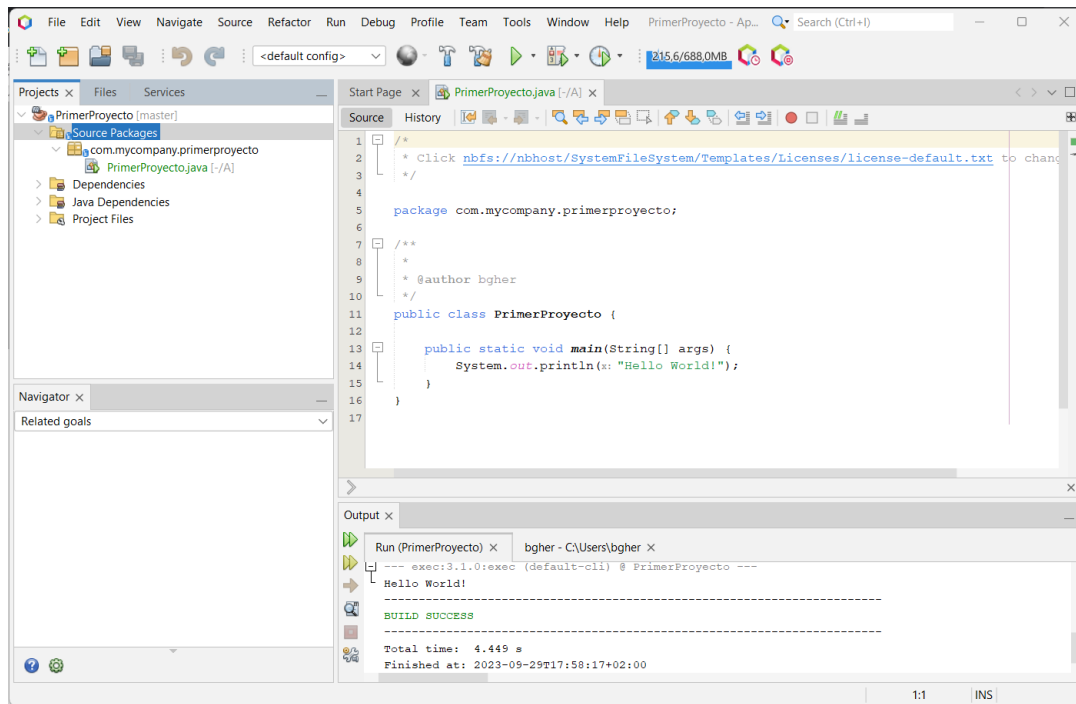 File Edit View Navigate Source Refactor Run Debug Profile Team Tools Window Help PrimerProyecto - Ap... Search (Ctrl+I)
<default config> 215,6/688,0MB
Projects Files Services
PrimerProyecto [master]
Source Packages
com.mycompany.primerproyecto
PrimerProyecto.java [-/A]
Dependencies
Java Dependencies
Project Files
Navigator
Related goals
Start Page PrimerProyecto.java [-/A]
Source History
1 /*
2 * Click nbfs://nbhost/SystemFileSystem/Templates/Licenses/license-default.txt to chang
3 */
4
5 package com.mycompany.primerproyecto;
6
7 /**
8 *
9 * @author bgher
10 */
11 public class PrimerProyecto {
12
13 public static void main(String[] args) {
14 System.out.println(x: "Hello World!");
15 }
16 }
17
Output
Run (PrimerProyecto) bgher - C:\Users\bgher
--- exec:3.1.0:exec (default-cli) @ PrimerProyecto ---
Hello World!
------------------------------------------------------------------------
BUILD SUCCESS
------------------------------------------------------------------------
Total time: 4.449 s
Finished at: 2023-09-29T17:58:17+02:00
1:1 INS